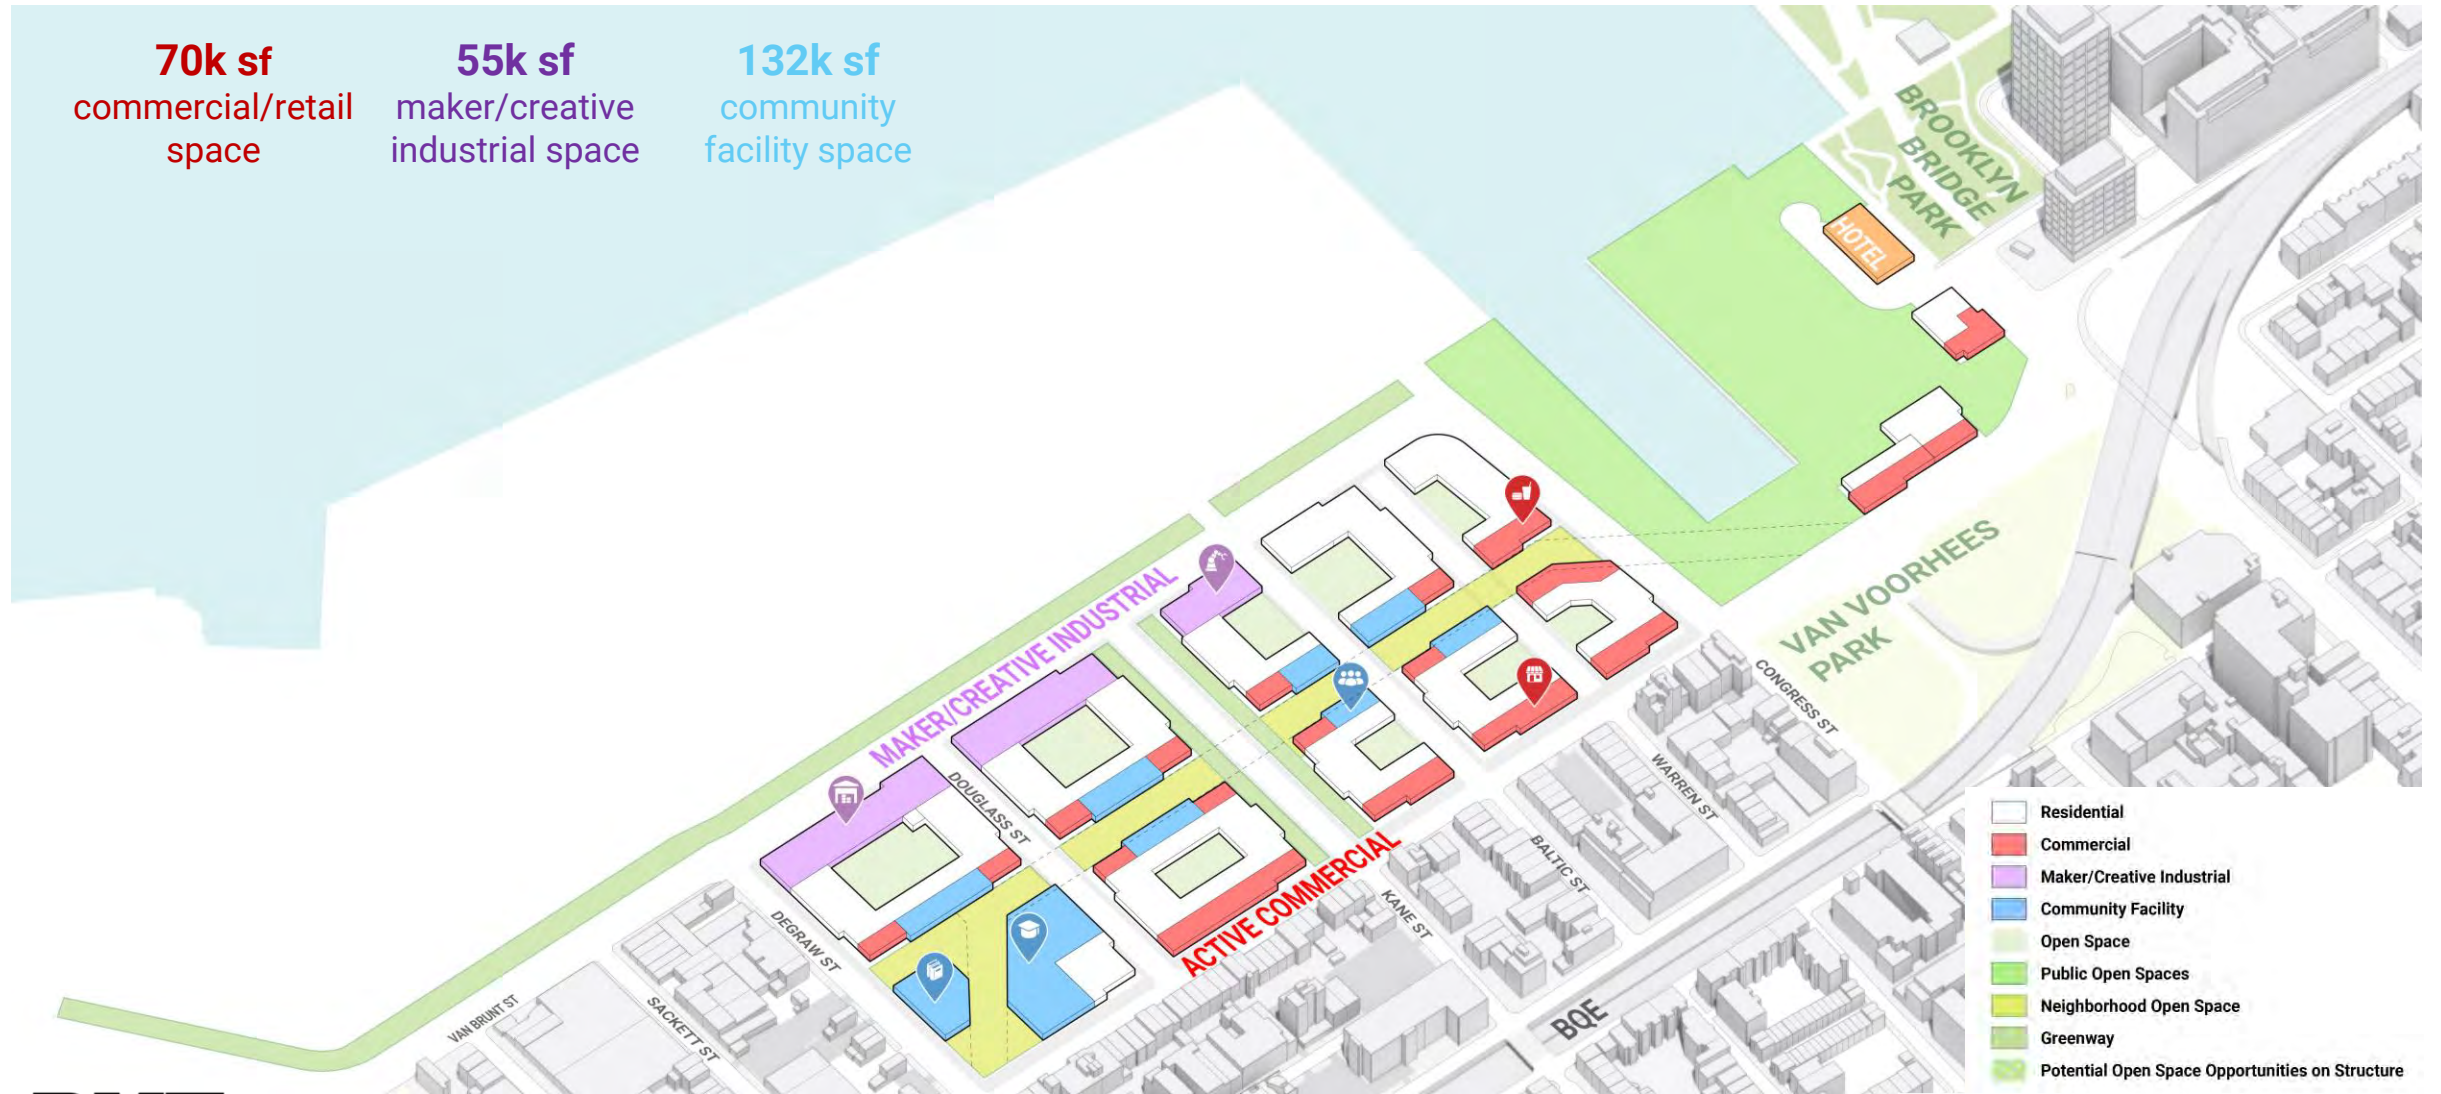 70k sf
commercial/retail
space
55k sf
maker/creative
industrial space
132k sf
community
facility space
BROOKLYN
BRIDGE
PARK
HOTEL
VAN VOORHEES
PARK
MAKER/CREATIVE INDUSTRIAL
ACTIVE COMMERCIAL
CONGRESS ST
WARREN ST
BALTIC ST
KANE ST
DOUGLASS ST
DEGRAW ST
SACKETT ST
VAN BRUNT ST
BQE
Residential
Commercial
Maker/Creative Industrial
Community Facility
Open Space
Public Open Spaces
Neighborhood Open Space
Greenway
Potential Open Space Opportunities on Structure